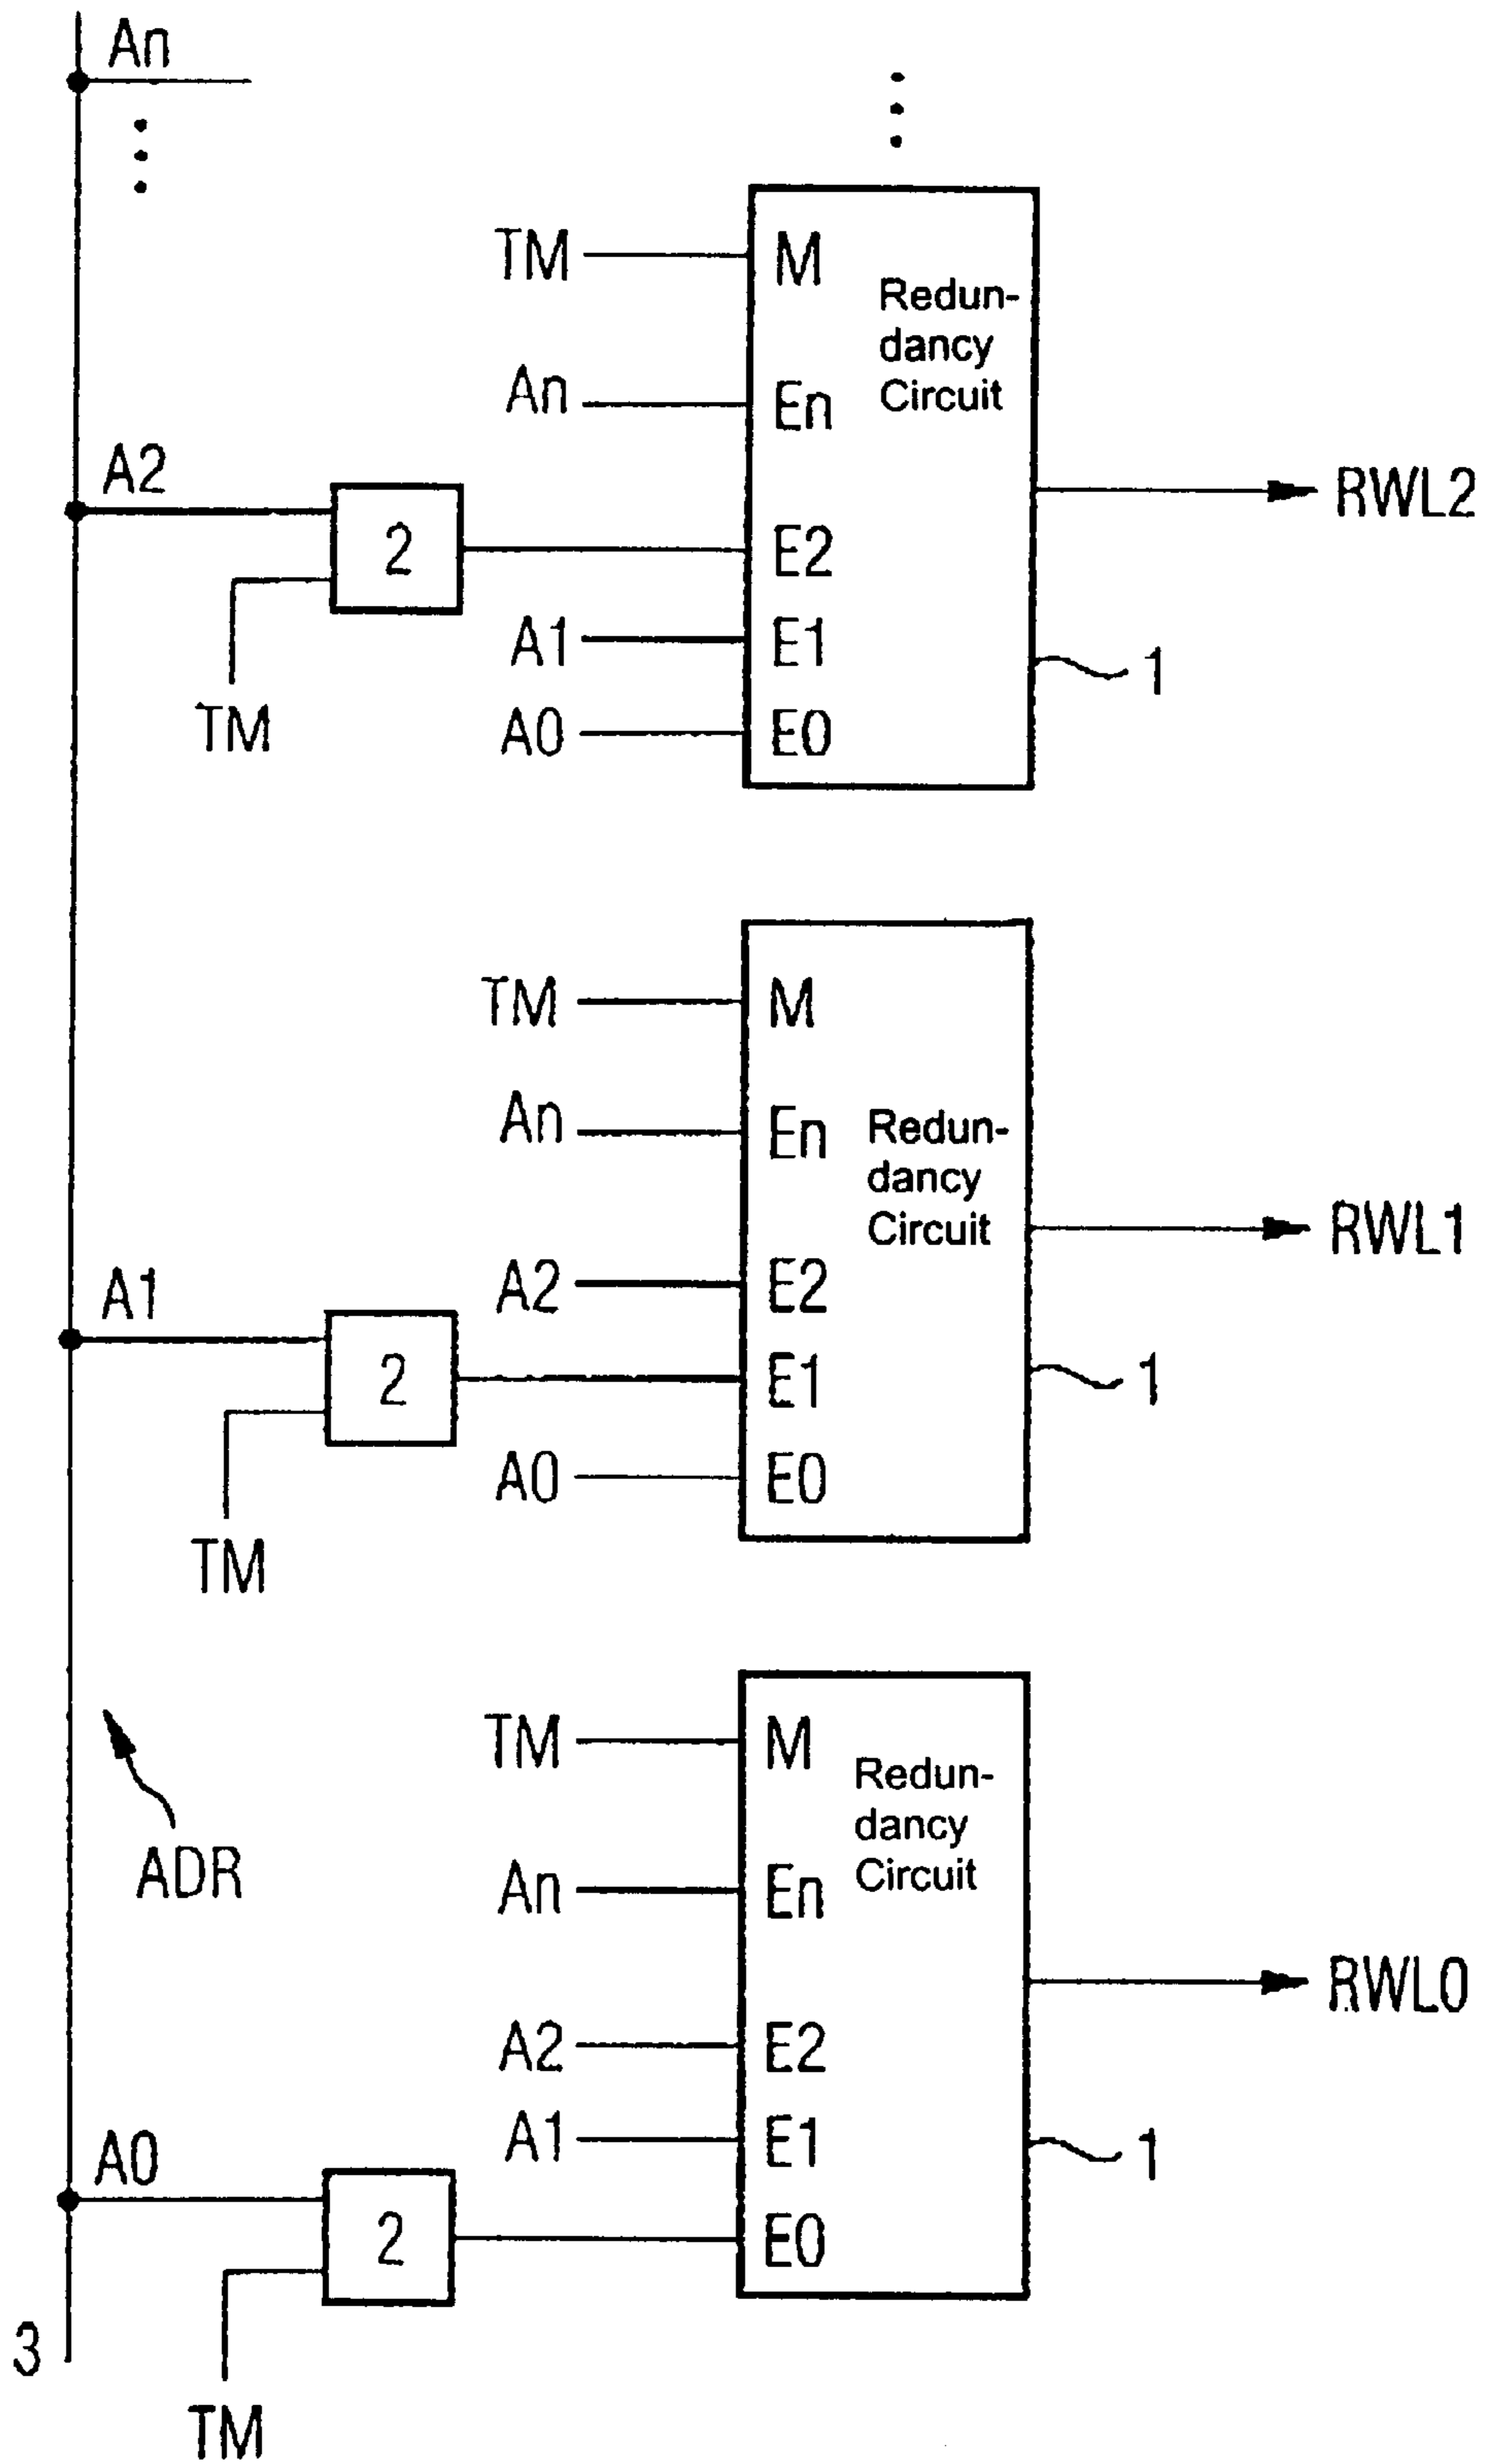 An
TM M Redun-
dancy
Circuit
An En
A2
2 E2
RWL2
A1 E1
1
A0 E0
TM
TM M
An En Redun-
dancy
Circuit
RWL1
A2 E2
A1
2 E1
1
A0 E0
TM
TM M Redun-
dancy
Circuit
ADR
An En
RWL0
A2 E2
A1 E1
1
A0
2 E0
3
TM